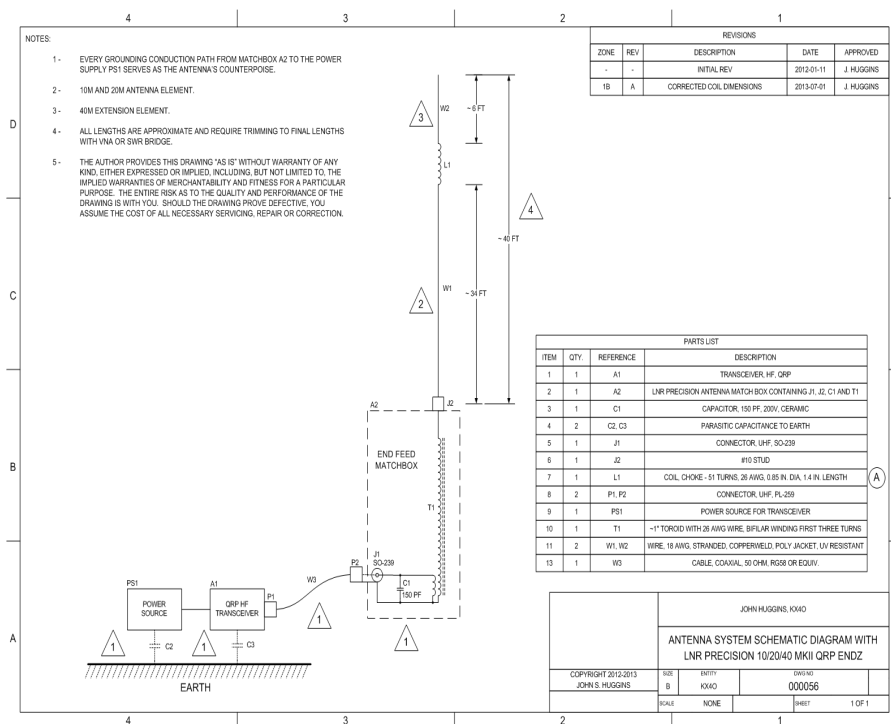 4 3 2 1
NOTES:
1 - EVERY GROUNDING CONDUCTION PATH FROM MATCHBOX A2 TO THE POWER
SUPPLY PS1 SERVES AS THE ANTENNA'S COUNTERPOISE.
2 - 10M AND 20M ANTENNA ELEMENT.
3 - 40M EXTENSION ELEMENT.
4 - ALL LENGTHS ARE APPROXIMATE AND REQUIRE TRIMMING TO FINAL LENGTHS
WITH VNA OR SWR BRIDGE.
5 - THE AUTHOR PROVIDES THIS DRAWING "AS IS" WITHOUT WARRANTY OF ANY
KIND, EITHER EXPRESSED OR IMPLIED, INCLUDING, BUT NOT LIMITED TO, THE
IMPLIED WARRANTIES OF MERCHANTABILITY AND FITNESS FOR A PARTICULAR
PURPOSE. THE ENTIRE RISK AS TO THE QUALITY AND PERFORMANCE OF THE
DRAWING IS WITH YOU. SHOULD THE DRAWING PROVE DEFECTIVE, YOU
ASSUME THE COST OF ALL NECESSARY SERVICING, REPAIR OR CORRECTION.
REVISIONS
ZONE REV DESCRIPTION DATE APPROVED
- - INITIAL REV 2012-01-11 J. HUGGINS
1B A CORRECTED COIL DIMENSIONS 2013-07-01 J. HUGGINS
D
C
B
A
3
W2
~ 6 FT
L1
4
~ 40 FT
W1
~ 34 FT
2
A2
J2
END FEED
MATCHBOX
T1
J1
SO-239
P2
C1
150 PF
W3
1
1
PS1
POWER
SOURCE
A1
QRP HF
TRANSCEIVER
P1
1
C2
1
C3
EARTH
PARTS LIST
ITEM QTY. REFERENCE DESCRIPTION
1 1 A1 TRANSCEIVER, HF, QRP
2 1 A2 LNR PRECISION ANTENNA MATCH BOX CONTAINING J1, J2, C1 AND T1
3 1 C1 CAPACITOR, 150 PF, 200V, CERAMIC
4 2 C2, C3 PARASITIC CAPACITANCE TO EARTH
5 1 J1 CONNECTOR, UHF, SO-239
6 1 J2 #10 STUD
7 1 L1 COIL, CHOKE - 51 TURNS, 26 AWG, 0.85 IN. DIA, 1.4 IN. LENGTH
A
8 2 P1, P2 CONNECTOR, UHF, PL-259
9 1 PS1 POWER SOURCE FOR TRANSCEIVER
10 1 T1 ~1" TOROID WITH 26 AWG WIRE, BIFILAR WINDING FIRST THREE TURNS
11 2 W1, W2 WIRE, 18 AWG, STRANDED, COPPERWELD, POLY JACKET, UV RESISTANT
13 1 W3 CABLE, COAXIAL, 50 OHM, RG58 OR EQUIV.
JOHN HUGGINS, KX4O
ANTENNA SYSTEM SCHEMATIC DIAGRAM WITH
LNR PRECISION 10/20/40 MKII QRP ENDZ
COPYRIGHT 2012-2013
JOHN S. HUGGINS
SIZE ENTITY DWG NO
B KX4O 000056
SCALE NONE SHEET 1 OF 1
4 3 2 1